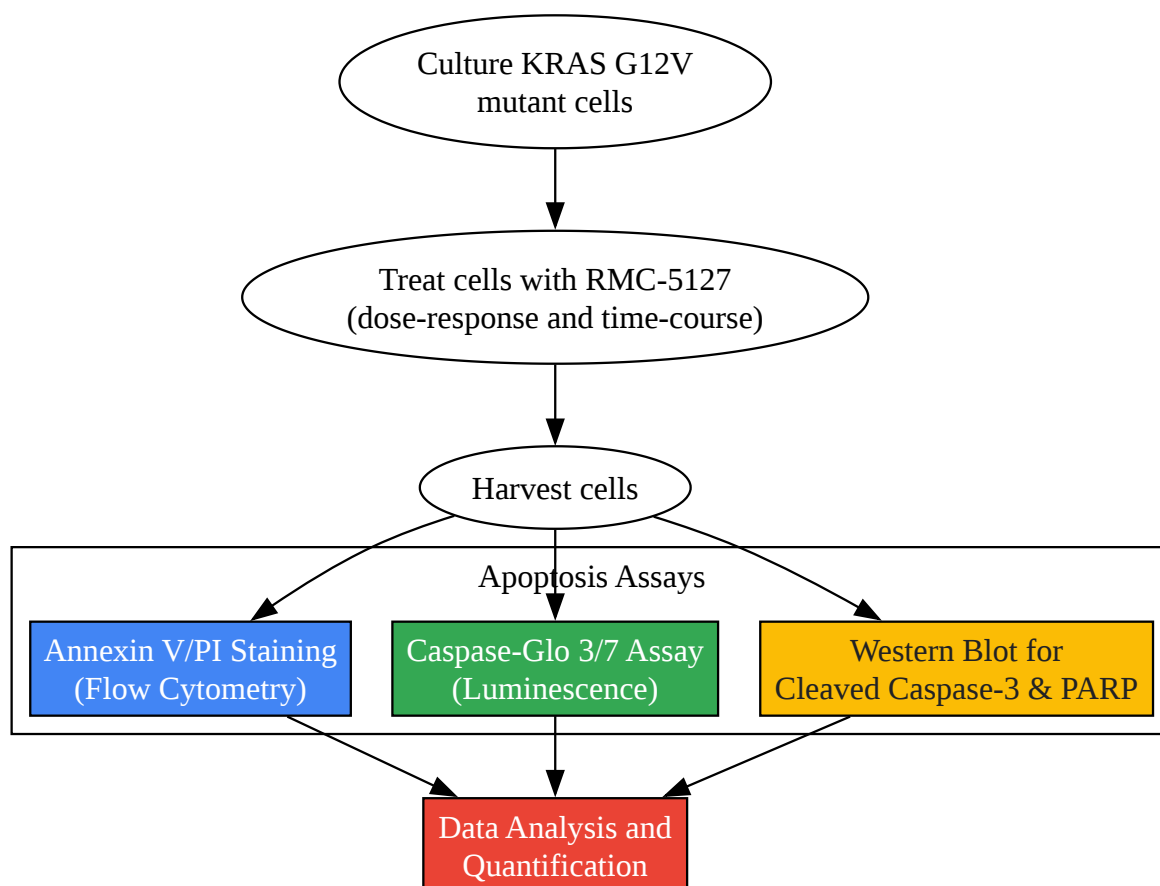 Culture KRAS G12V
mutant cells
Treat cells with RMC-5127
(dose-response and time-course)
Harvest cells
Apoptosis Assays
Annexin V/PI Staining
(Flow Cytometry)
Caspase-Glo 3/7 Assay
(Luminescence)
Western Blot for
Cleaved Caspase-3 & PARP
Data Analysis and
Quantification